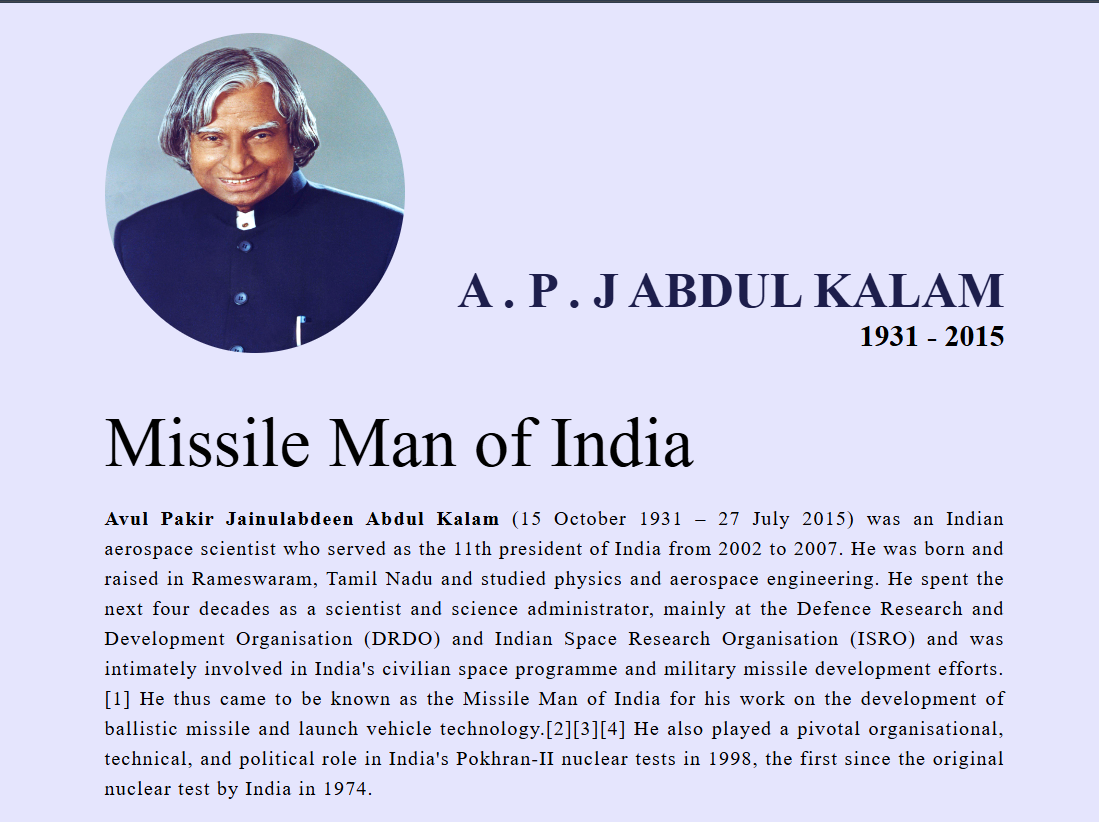 A . P . J ABDUL KALAM
1931 - 2015
Missile Man of India
Avul Pakir Jainulabdeen Abdul Kalam (15 October 1931 – 27 July 2015) was an Indian
aerospace scientist who served as the 11th president of India from 2002 to 2007. He was born and
raised in Rameswaram, Tamil Nadu and studied physics and aerospace engineering. He spent the
next four decades as a scientist and science administrator, mainly at the Defence Research and
Development Organisation (DRDO) and Indian Space Research Organisation (ISRO) and was
intimately involved in India's civilian space programme and military missile development efforts.
[1] He thus came to be known as the Missile Man of India for his work on the development of
ballistic missile and launch vehicle technology.[2][3][4] He also played a pivotal organisational,
technical, and political role in India's Pokhran-II nuclear tests in 1998, the first since the original
nuclear test by India in 1974.